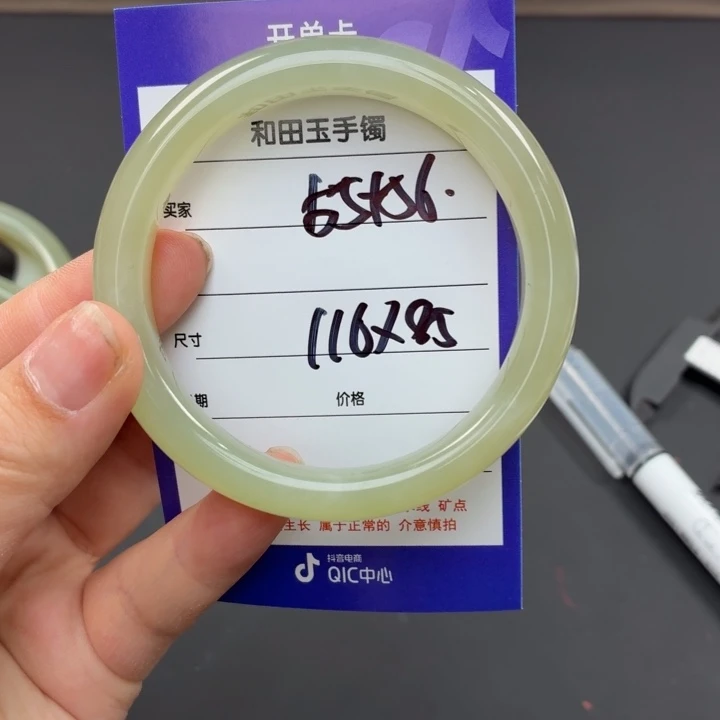 开单卡
和田玉手镯
买家
55x56.
尺寸
116x85
期 价格
线 矿点
生长 属于正常的 介意慎拍
抖音电商
QIC中心